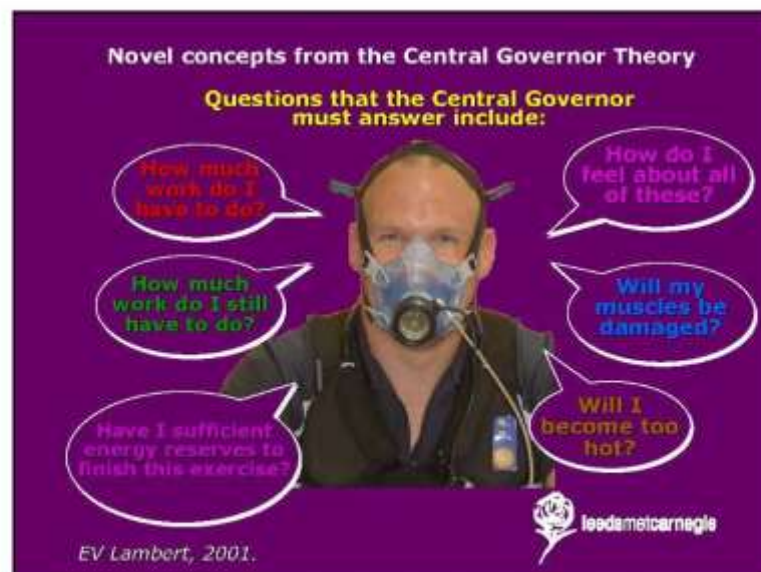 Novel concepts from the Central Governor Theory
Questions that the Central Governor
must answer include:
How much
work do I
have to do?
How do I
feel about all
of these?
How much
work do I still
have to do?
Will my
muscles be
damaged?
Have I sufficient
energy reserves to
finish this exercise?
Will I
become too
hot?
leedsmetcarnegie
EV Lambert, 2001.